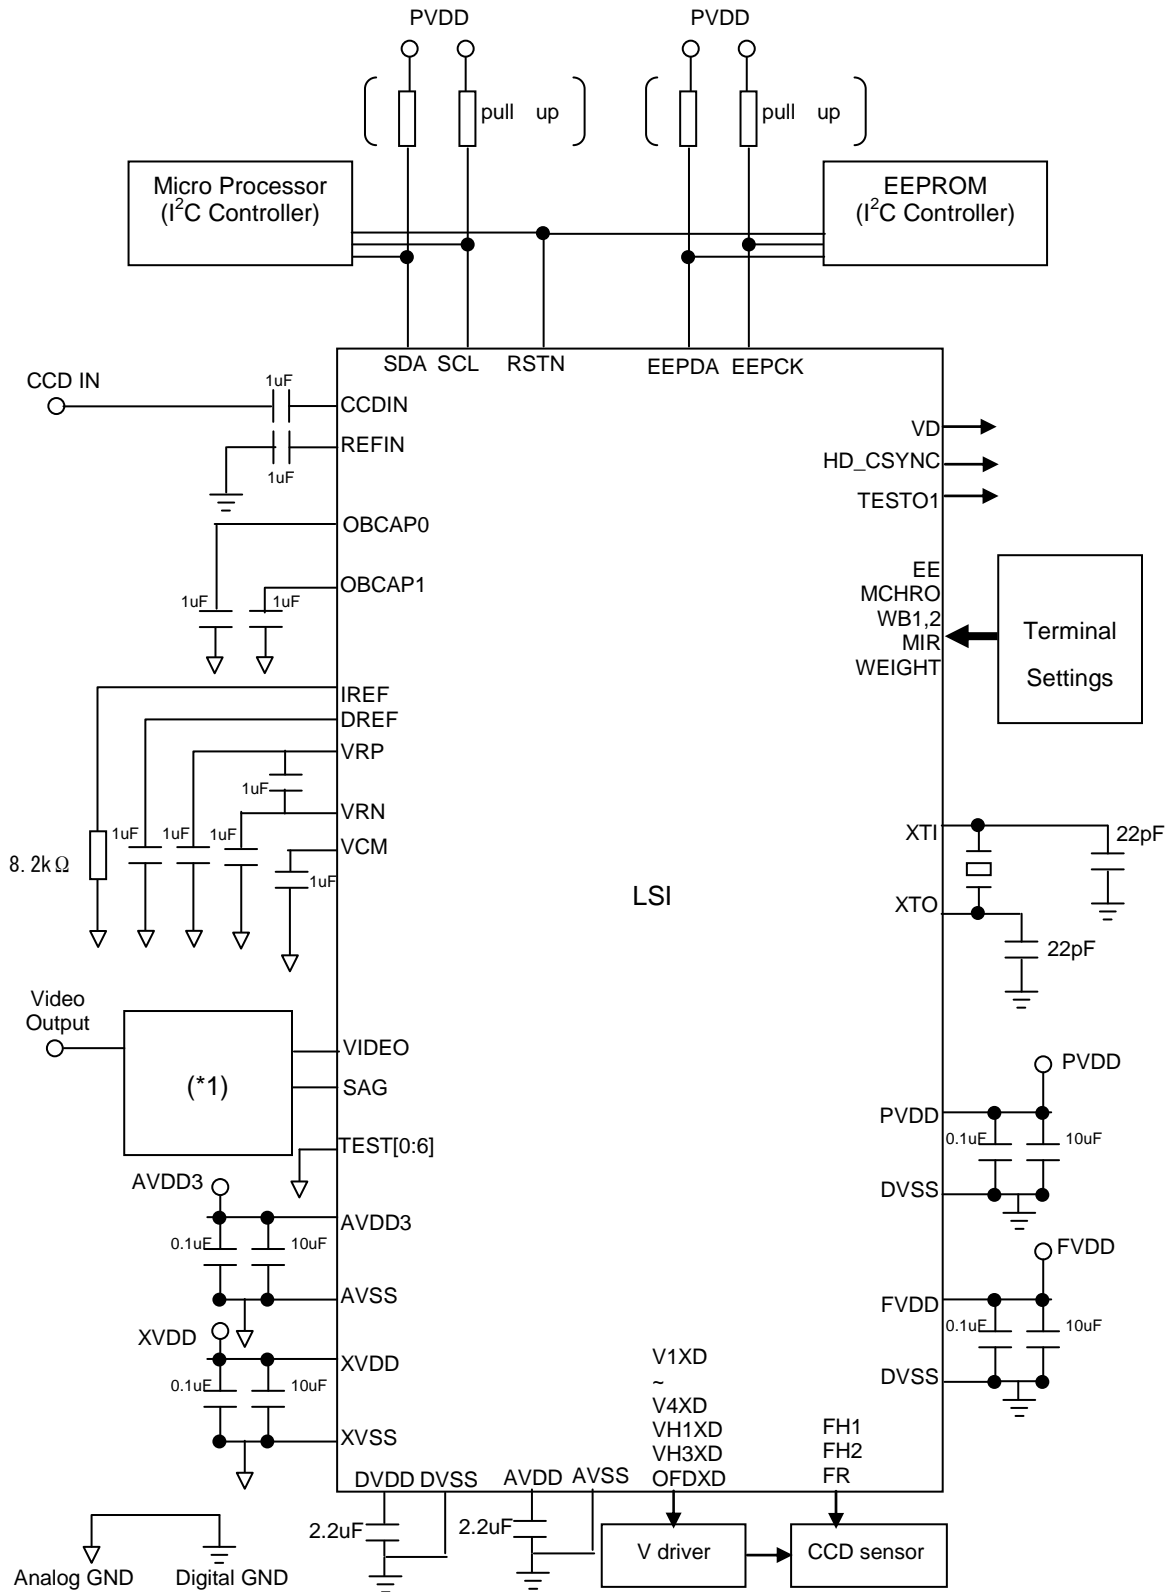 PVDD
PVDD
pull up
pull up
Micro Processor
(I²C Controller)
EEPROM
(I²C Controller)
SDA SCL RSTN
EEPDA EEPCK
CCD IN
1uF
CCDIN
REFIN
1uF
VD
HD_CSYNC
TESTO1
OBCAP0
OBCAP1
1uF
1uF
EE
MCHRO
WB1,2
MIR
WEIGHT
Terminal
Settings
IREF
DREF
VRP
1uF
VRN
VCM
1uF
1uF
1uF
1uF
8.2kΩ
LSI
XTI
22pF
XTO
22pF
Video
Output
(*1)
VIDEO
SAG
TEST[0:6]
PVDD
PVDD
0.1uF
10uF
DVSS
AVDD3
AVDD3
0.1uF
10uF
AVSS
FVDD
FVDD
0.1uF
10uF
DVSS
XVDD
XVDD
0.1uF
10uF
XVSS
V1XD
~
V4XD
VH1XD
VH3XD
OFDXD
FH1
FH2
FR
DVDD DVSS AVDD AVSS
2.2uF
2.2uF
V driver
CCD sensor
Analog GND
Digital GND